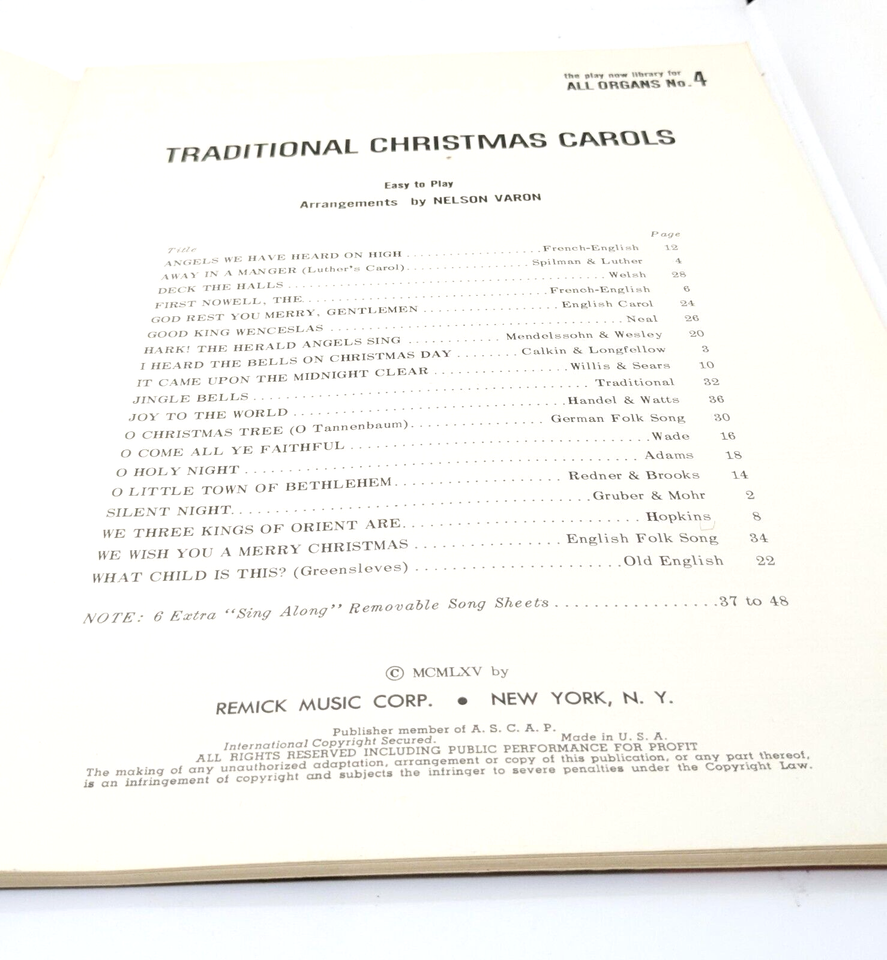 the play now library for
ALL ORGANS No. 4
TRADITIONAL CHRISTMAS CAROLS
Easy to Play
Arrangements by NELSON VARON
Title Page
ANGELS WE HAVE HEARD ON HIGH . . . . . . . . . . . . . . . . . . French-English 12
AWAY IN A MANGER (Luther's Carol) . . . . . . . . . . . . . . . . Spilman & Luther 4
DECK THE HALLS . . . . . . . . . . . . . . . . . . . . . . . . . . . . . . . . . . . . . . . . Welsh 28
FIRST NOWELL, THE . . . . . . . . . . . . . . . . . . . . . . . . . . . . . . French-English 6
GOD REST YOU MERRY, GENTLEMEN . . . . . . . . . . . . . . . . . English Carol 24
GOOD KING WENCESLAS . . . . . . . . . . . . . . . . . . . . . . . . . . . . . . . . . . Neal 26
HARK! THE HERALD ANGELS SING . . . . . . . . . . . Mendelssohn & Wesley 20
I HEARD THE BELLS ON CHRISTMAS DAY . . . . . . . . Calkin & Longfellow 3
IT CAME UPON THE MIDNIGHT CLEAR . . . . . . . . . . . . . . . . . Willis & Sears 10
JINGLE BELLS . . . . . . . . . . . . . . . . . . . . . . . . . . . . . . . . . . . . . . Traditional 32
JOY TO THE WORLD . . . . . . . . . . . . . . . . . . . . . . . . . . . . . . . Handel & Watts 36
O CHRISTMAS TREE (O Tannenbaum) . . . . . . . . . . . . . . . German Folk Song 30
O COME ALL YE FAITHFUL . . . . . . . . . . . . . . . . . . . . . . . . . . . . . . . . . . Wade 16
O HOLY NIGHT . . . . . . . . . . . . . . . . . . . . . . . . . . . . . . . . . . . . . . . . . . . Adams 18
O LITTLE TOWN OF BETHLEHEM . . . . . . . . . . . . . . . . . . . Redner & Brooks 14
SILENT NIGHT . . . . . . . . . . . . . . . . . . . . . . . . . . . . . . . . . . . . . Gruber & Mohr 2
WE THREE KINGS OF ORIENT ARE . . . . . . . . . . . . . . . . . . . . . . . . . . Hopkins 8
WE WISH YOU A MERRY CHRISTMAS . . . . . . . . . . . . . . . English Folk Song 34
WHAT CHILD IS THIS? (Greensleves) . . . . . . . . . . . . . . . . . . . . . . Old English 22
NOTE: 6 Extra “Sing Along” Removable Song Sheets . . . . . . . . . . . . . . . . . 37 to 48
© MCMLXV by
REMICK MUSIC CORP. • NEW YORK, N. Y.
Publisher member of A. S. C. A. P.
International Copyright Secured. Made in U. S. A.
ALL RIGHTS RESERVED INCLUDING PUBLIC PERFORMANCE FOR PROFIT
The making of any unauthorized adaptation, arrangement or copy of this publication, or any part thereof,
is an infringement of copyright and subjects the infringer to severe penalties under the Copyright Law.